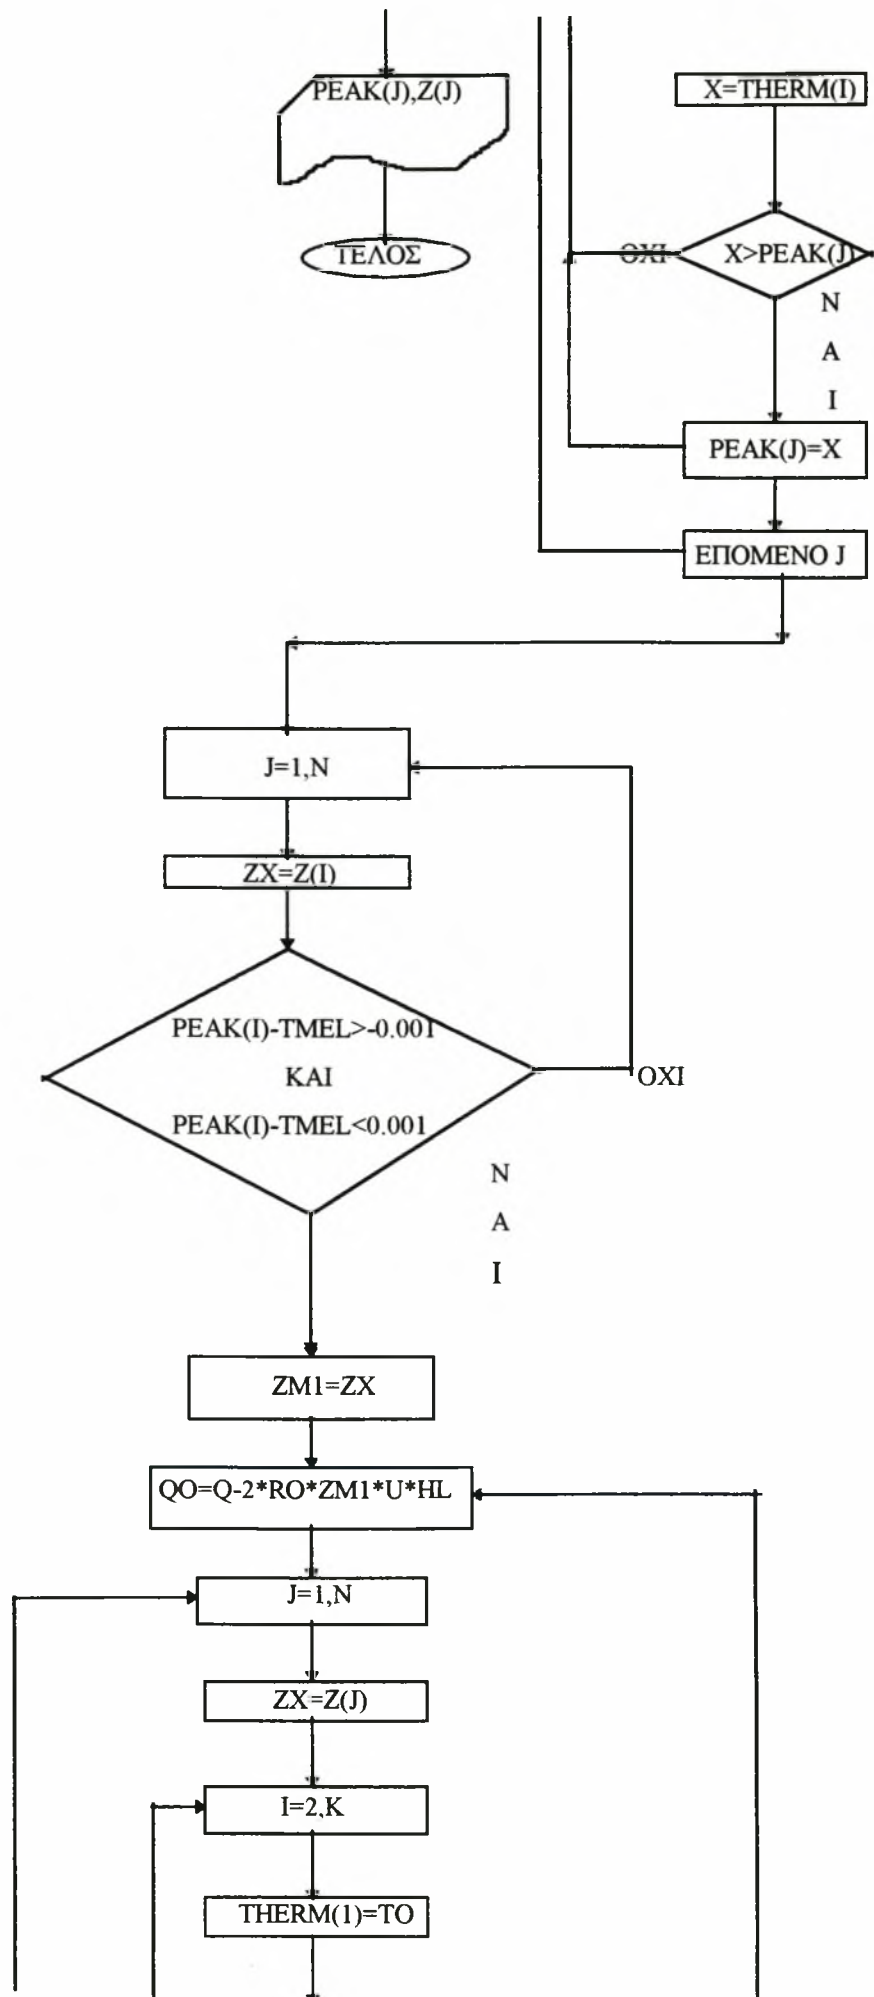 PEAK(J),Z(J)
X=THERM(I)
ΤΕΛΟΣ
ΟΧΙ
X>PEAK(J)
Ν
Α
Ι
PEAK(J)=X
ΕΠΟΜΕΝΟ J
J=1,N
ZX=Z(I)
PEAK(I)-TMEL>-0.001
ΚΑΙ
PEAK(I)-TMEL<0.001
ΟΧΙ
Ν
Α
Ι
ZM1=ZX
QO=Q-2*RO*ZM1*U*HL
J=1,N
ZX=Z(J)
I=2,K
THERM(1)=TO